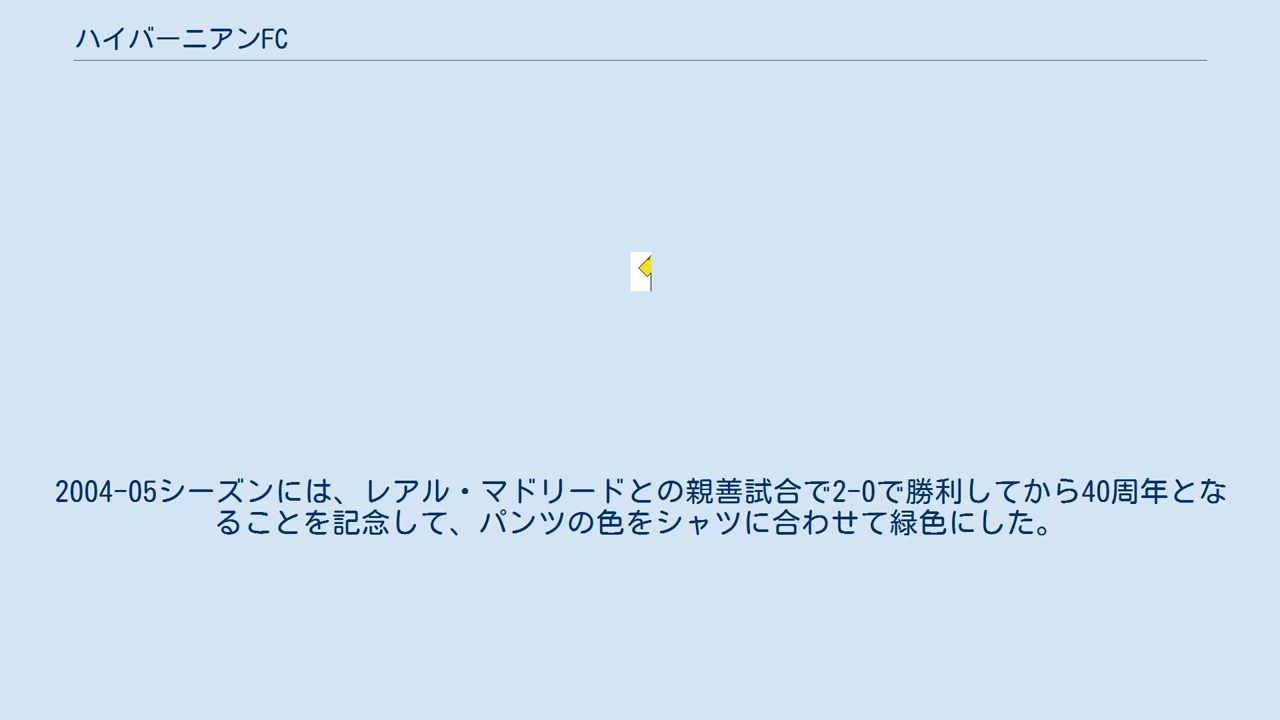 ハイバーニアンFC
2004-05シーズンには、レアル・マドリードとの親善試合で2-0で勝利してから40周年とな
ることを記念して、パンツの色をシャツに合わせて緑色にした。